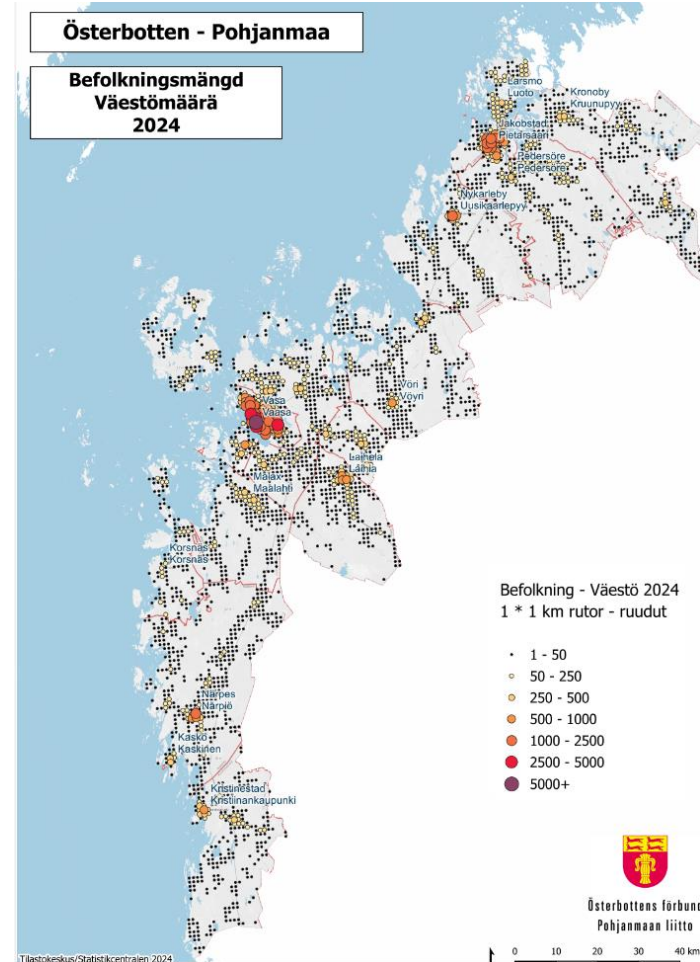 Österbotten - Pohjanmaa
Befolkningsmängd
Väestömäärä
2024
Larsmo
Luoto
Kronoby
Kruunupyy
Jakobstad
Pietarsaari
Pedersöre
Pedersöre
Nykarleby
Uusikaarlepyy
Vörå
Vöyri
Vasa
Vaasa
Laihela
Laihia
Malax
Maalahti
Korsnäs
Korsnäs
Närpes
Närpiö
Kaskö
Kaskinen
Kristinestad
Kristiinankaupunki
Befolkning - Väestö 2024
1 * 1 km rutor - ruudut
1 - 50
50 - 250
250 - 500
500 - 1000
1000 - 2500
2500 - 5000
5000+
Österbottens förbund
Pohjanmaan liitto
0 10 20 30 40 km
Tilastokeskus/Statistikcentralen 2024